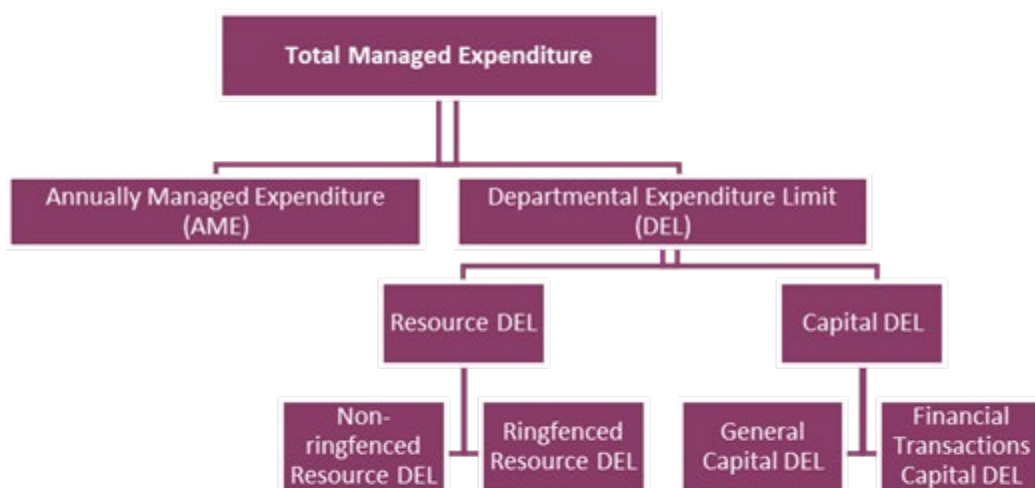 Total Managed Expenditure
Annually Managed Expenditure
(AME)
Departmental Expenditure Limit
(DEL)
Resource DEL
Capital DEL
Non-
ringfenced
Resource DEL
Ringfenced
Resource DEL
General
Capital DEL
Financial
Transactions
Capital DEL